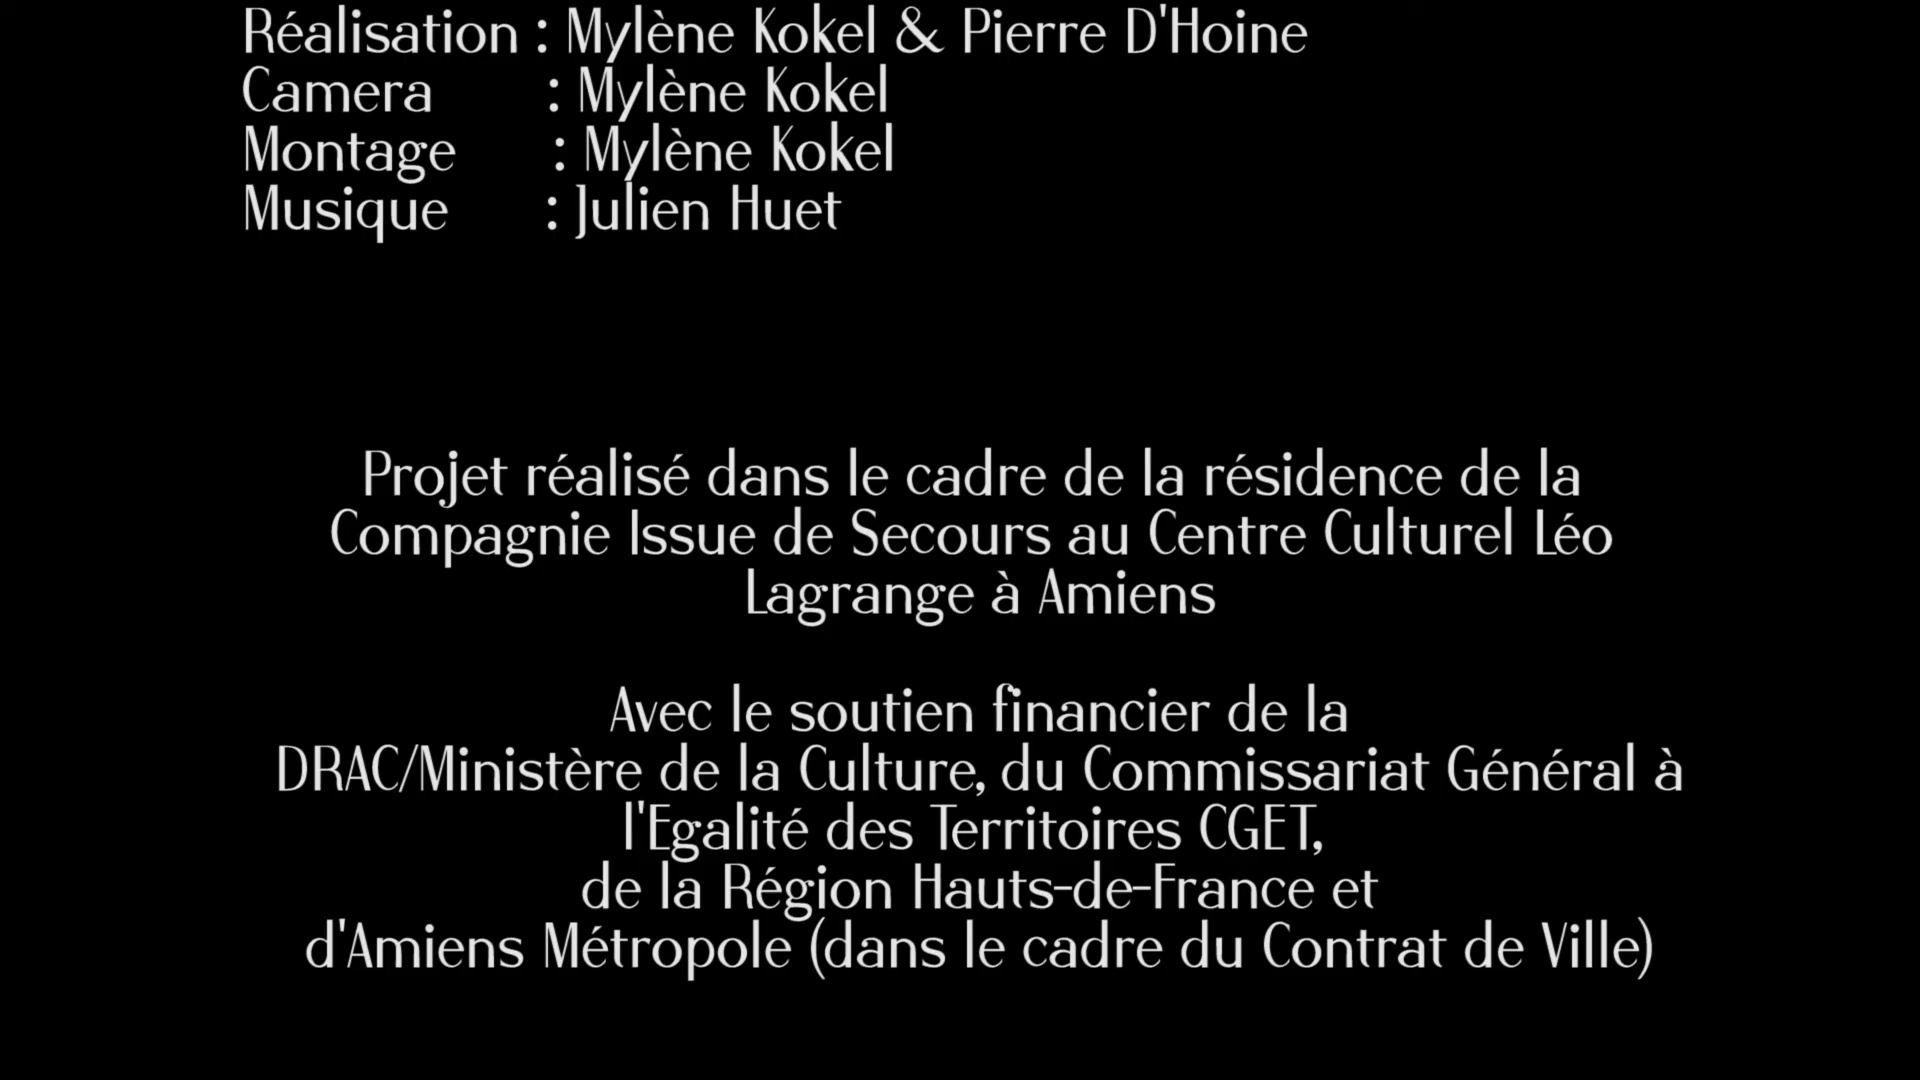 Réalisation : Mylène Kokel & Pierre D'Hoine
Camera : Mylène Kokel
Montage : Mylène Kokel
Musique : Julien Huet
Projet réalisé dans le cadre de la résidence de la
Compagnie Issue de Secours au Centre Culturel Léo
Lagrange à Amiens
Avec le soutien financier de la
DRAC/Ministère de la Culture, du Commissariat Général à
l'Egalité des Territoires CGET,
de la Région Hauts-de-France et
d'Amiens Métropole (dans le cadre du Contrat de Ville)